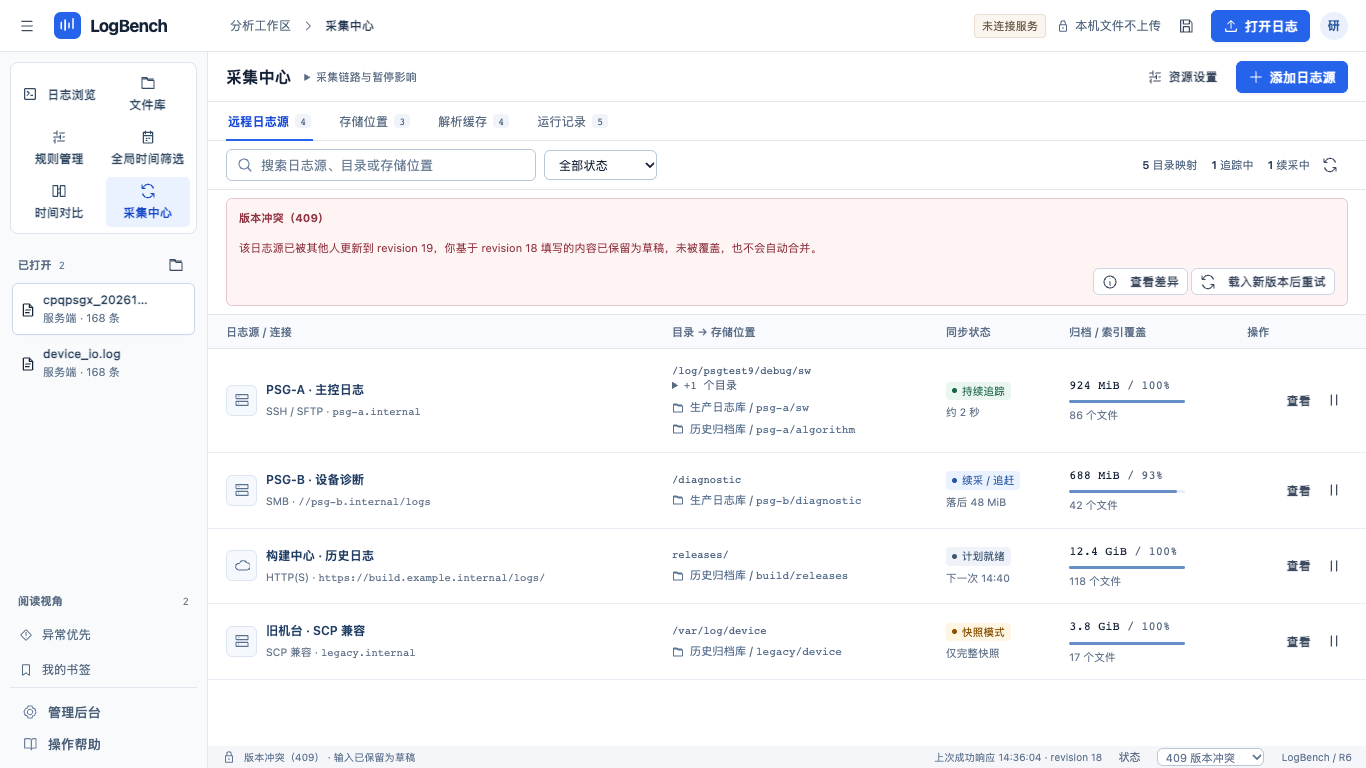 LogBench
分析工作区
采集中心
未连接服务
本机文件不上传
打开日志
研
日志浏览
文件库
规则管理
全局时间筛选
时间对比
采集中心
已打开 2
cpqpsgx_20261...
服务端 · 168 条
device_io.log
服务端 · 168 条
阅读视角 2
异常优先
我的书签
管理后台
操作帮助
采集中心
采集链路与暂停影响
资源设置
添加日志源
远程日志源 4
存储位置 3
解析缓存 4
运行记录 5
搜索日志源、目录或存储位置
全部状态
5 目录映射 1 追踪中 1 续采中
版本冲突（409）
该日志源已被其他人更新到 revision 19，你基于 revision 18 填写的内容已保留为草稿，未被覆盖，也不会自动合并。
查看差异
载入新版本后重试
日志源 / 连接 目录 → 存储位置 同步状态 归档 / 索引覆盖 操作
PSG-A · 主控日志
SSH / SFTP · psg-a.internal
/log/psgtest9/debug/sw
+1 个目录
生产日志库 / psg-a/sw
历史归档库 / psg-a/algorithm
持续追踪
约 2 秒
924 MiB / 100%
86 个文件
查看
PSG-B · 设备诊断
SMB · //psg-b.internal/logs
/diagnostic
生产日志库 / psg-b/diagnostic
续采 / 追赶
落后 48 MiB
688 MiB / 93%
42 个文件
查看
构建中心 · 历史日志
HTTP(S) · https://build.example.internal/logs/
releases/
历史归档库 / build/releases
计划就绪
下一次 14:40
12.4 GiB / 100%
118 个文件
查看
旧机台 · SCP 兼容
SCP 兼容 · legacy.internal
/var/log/device
历史归档库 / legacy/device
快照模式
仅完整快照
3.8 GiB / 100%
17 个文件
查看
版本冲突（409） · 输入已保留为草稿
上次成功响应 14:36:04 · revision 18
状态
409 版本冲突
LogBench / R6